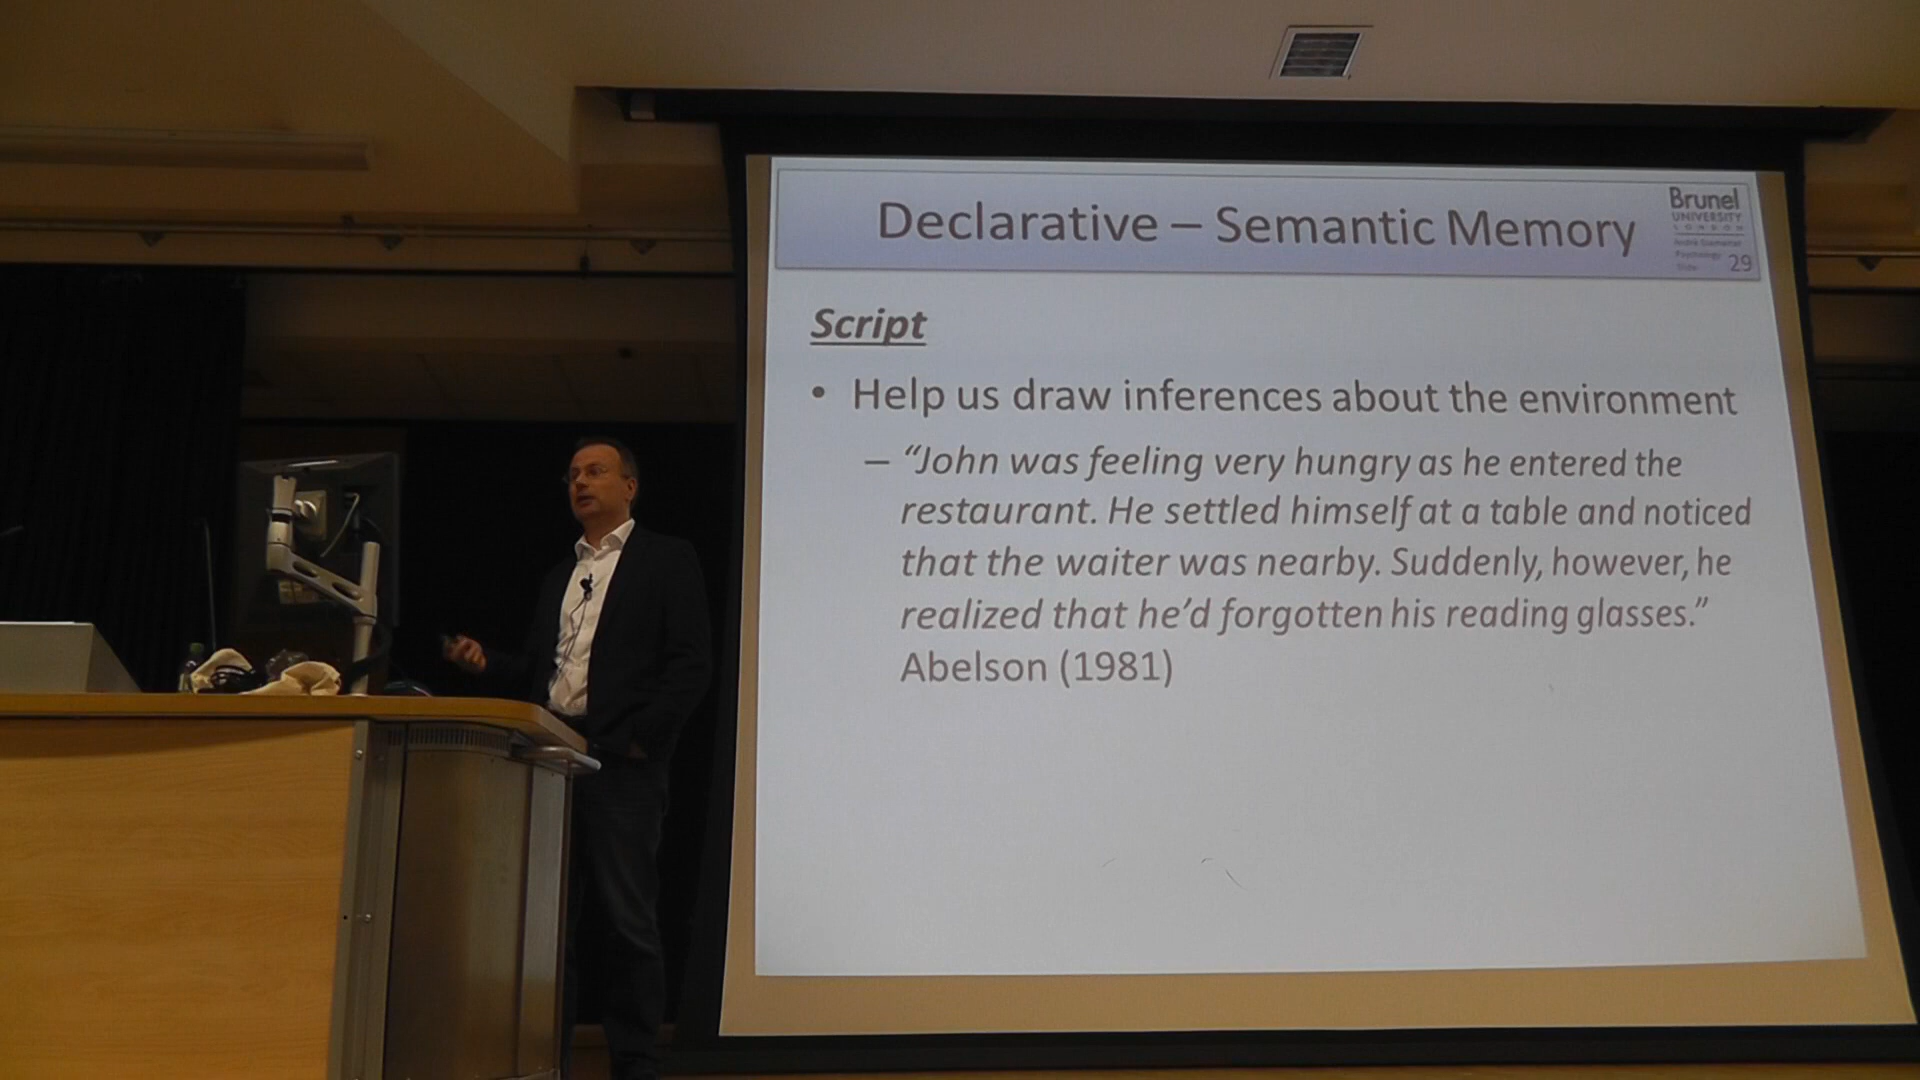 Declarative – Semantic Memory
Brunel
UNIVERSITY
LONDON
Psychology
Slide 29
Script
• Help us draw inferences about the environment
– “John was feeling very hungry as he entered the
restaurant. He settled himself at a table and noticed
that the waiter was nearby. Suddenly, however, he
realized that he’d forgotten his reading glasses.”
Abelson (1981)